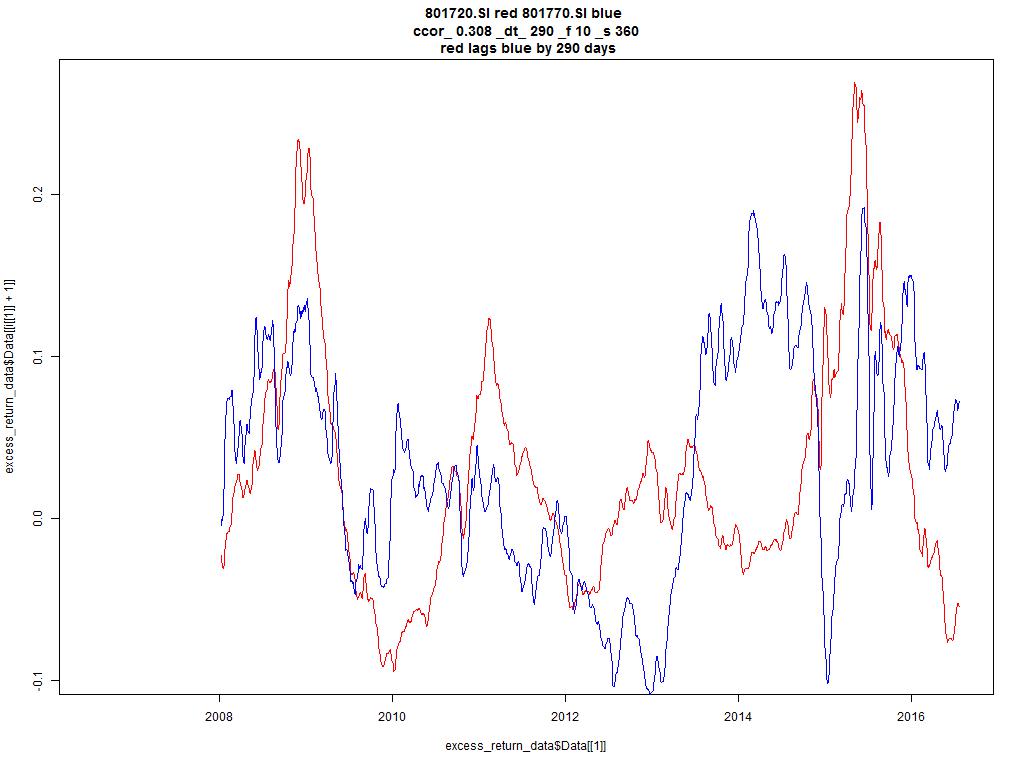 801720.SI red 801770.SI blue
ccor_ 0.308 _dt_ 290 _f 10 _s 360
red lags blue by 290 days
excess_return_data$Data[[i[[1]] + 1]]
0.2
0.1
0.0
-0.1
2008 2010 2012 2014 2016
excess_return_data$Data[[1]]